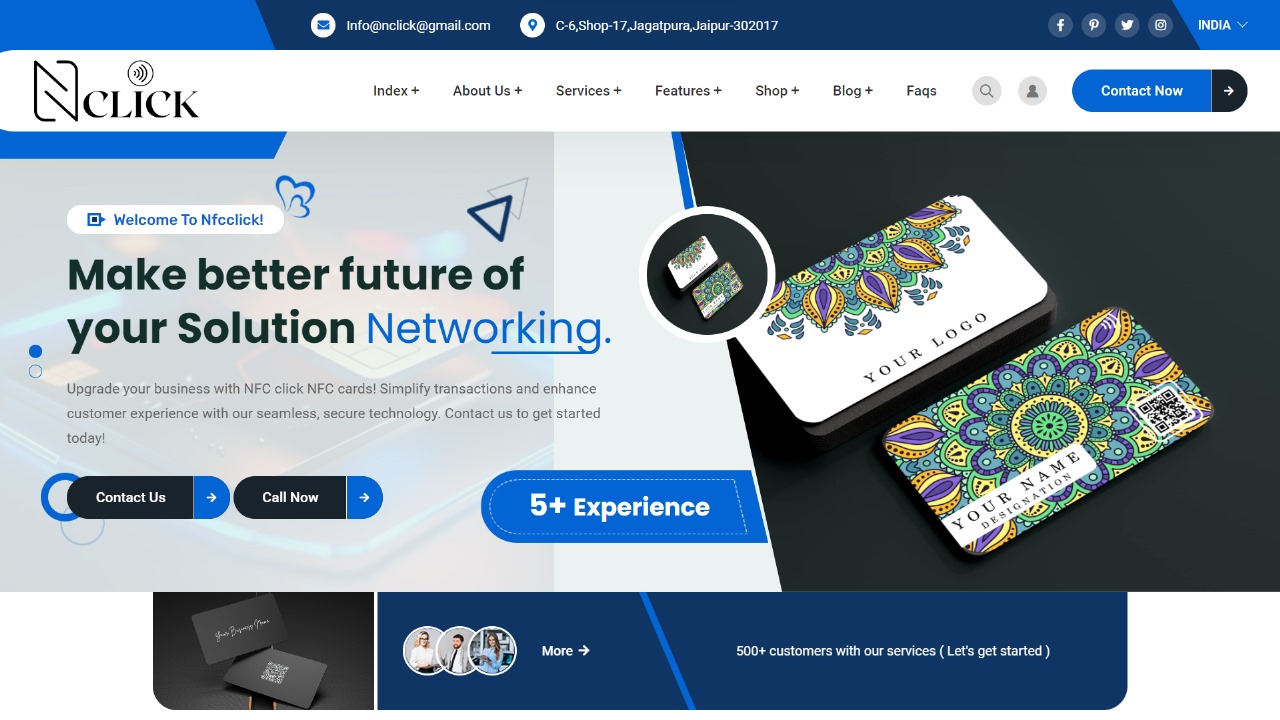 Info@nclick@gmail.com
C-6,Shop-17,Jagatpura,Jaipur-302017
INDIA
NCLICK
Index +
About Us +
Services +
Features +
Shop +
Blog +
Faqs
Contact Now
Welcome To Nfcclick!
Make better future of
your Solution Networking.
Upgrade your business with NFC click NFC cards! Simplify transactions and enhance
customer experience with our seamless, secure technology. Contact us to get started
today!
Contact Us
Call Now
5+ Experience
YOUR LOGO
YOUR LOGO
YOUR NAME
DESIGNATION
Your Business Name
More
500+ customers with our services ( Let's get started )